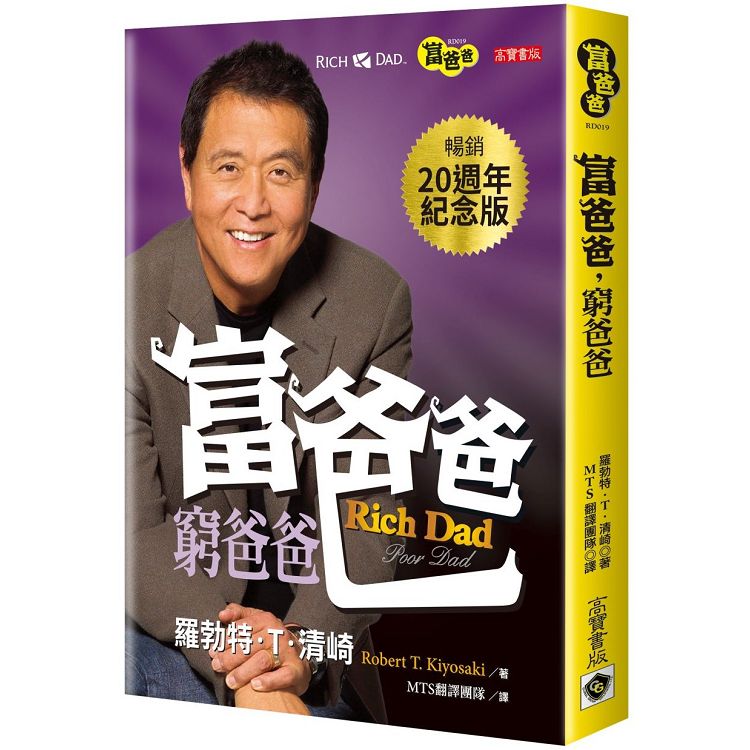 RICH DAD™
RD019
富爸爸
高寶書版
暢銷
20週年
紀念版
富爸爸
窮爸爸
Rich Dad
Poor Dad
羅勃特·T·清崎
Robert T. Kiyosaki/著
MTS翻譯團隊/譯
富爸爸
RD019
富爸爸，窮爸爸
羅勃特·T·清崎◎著
MTS翻譯團隊◎譯
高寶書版
CG